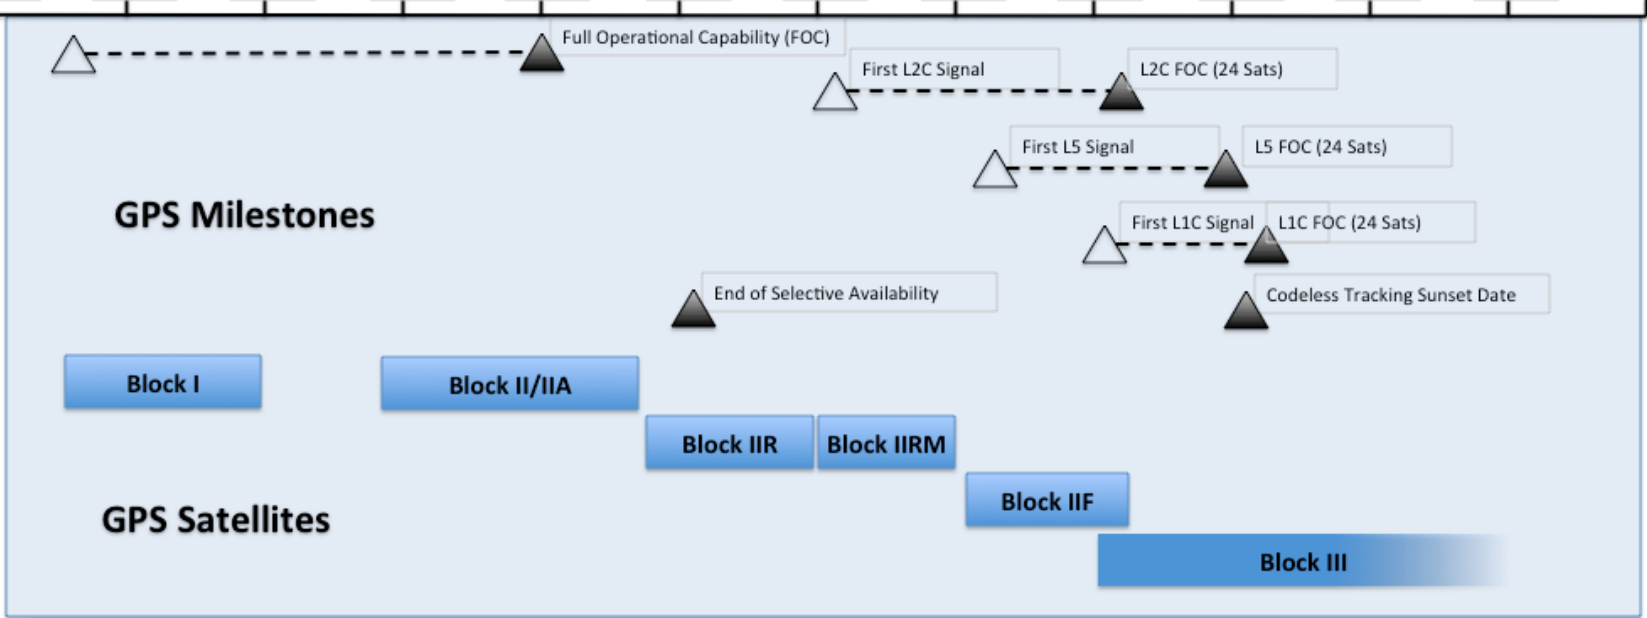 Full Operational Capability (FOC)
First L2C Signal
L2C FOC (24 Sats)
First L5 Signal
L5 FOC (24 Sats)
GPS Milestones
First L1C Signal
L1C FOC (24 Sats)
End of Selective Availability
Codeless Tracking Sunset Date
Block I
Block II/IIA
Block IIR
Block IIRM
Block IIF
GPS Satellites
Block III